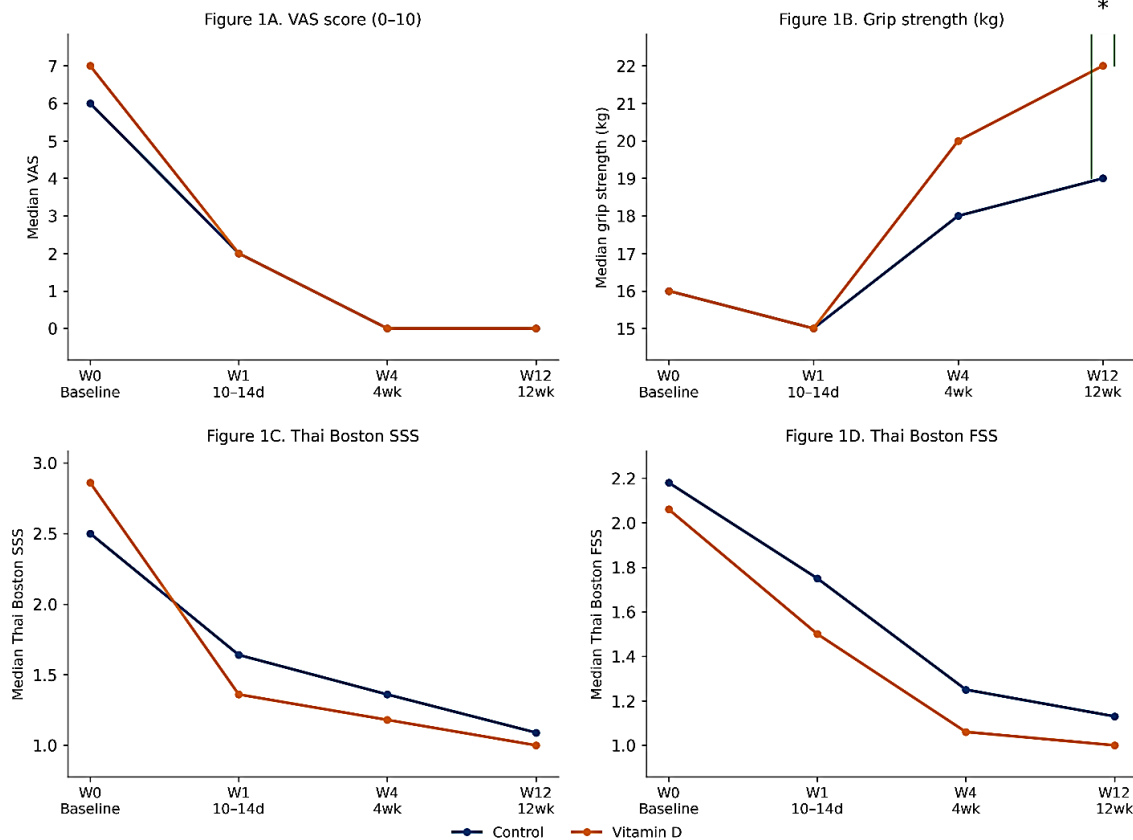 Figure 1A. VAS score (0–10)
Median VAS
7
6
5
4
3
2
1
0
W0
Baseline
W1
10–14d
W4
4wk
W12
12wk
Figure 1B. Grip strength (kg)
*
Median grip strength (kg)
22
21
20
19
18
17
16
15
W0
Baseline
W1
10–14d
W4
4wk
W12
12wk
Figure 1C. Thai Boston SSS
Median Thai Boston SSS
3.0
2.5
2.0
1.5
1.0
W0
Baseline
W1
10–14d
W4
4wk
W12
12wk
Figure 1D. Thai Boston FSS
Median Thai Boston FSS
2.2
2.0
1.8
1.6
1.4
1.2
1.0
W0
Baseline
W1
10–14d
W4
4wk
W12
12wk
Control
Vitamin D